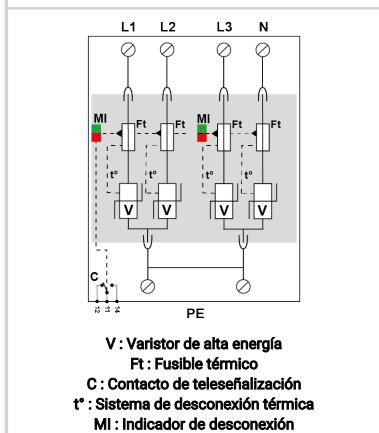 L1 L2 L3 N
MI Ft Ft MI Ft Ft
t° t° t° t°
V V V V
C
12 11 14
PE
V : Varistor de alta energía
Ft : Fusible térmico
C : Contacto de teleseñalización
t° : Sistema de desconexión térmica
MI : Indicador de desconexión